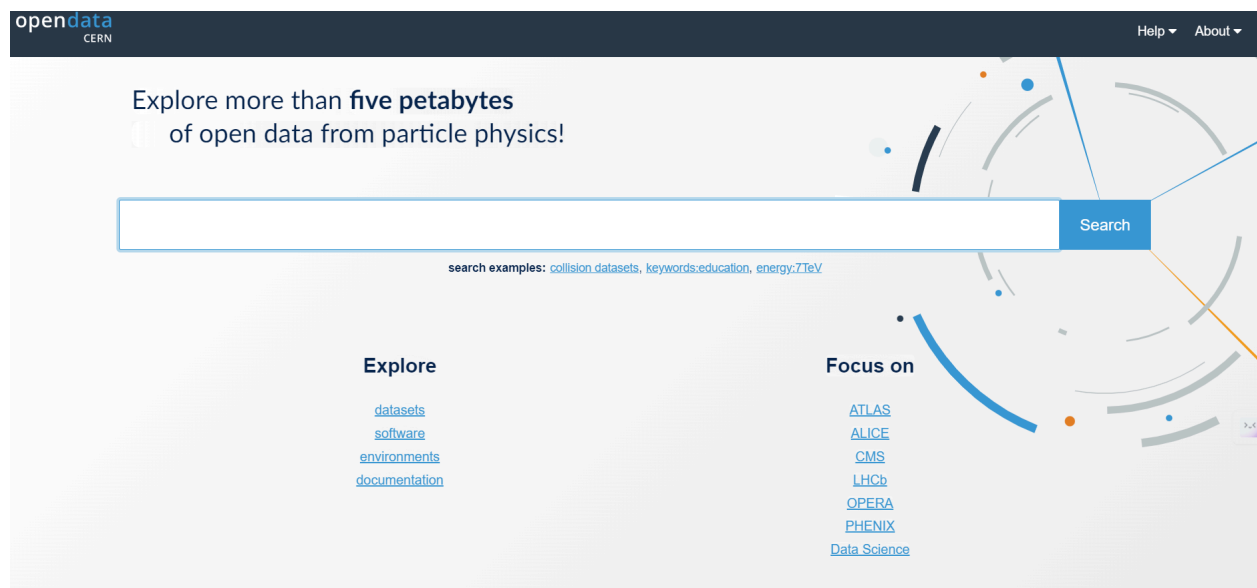 opendata
CERN
Help
About
Explore more than five petabytes
of open data from particle physics!
Search
search examples: collision datasets, keywords:education, energy:7TeV
Explore
datasets
software
environments
documentation
Focus on
ATLAS
ALICE
CMS
LHCb
OPERA
PHENIX
Data Science